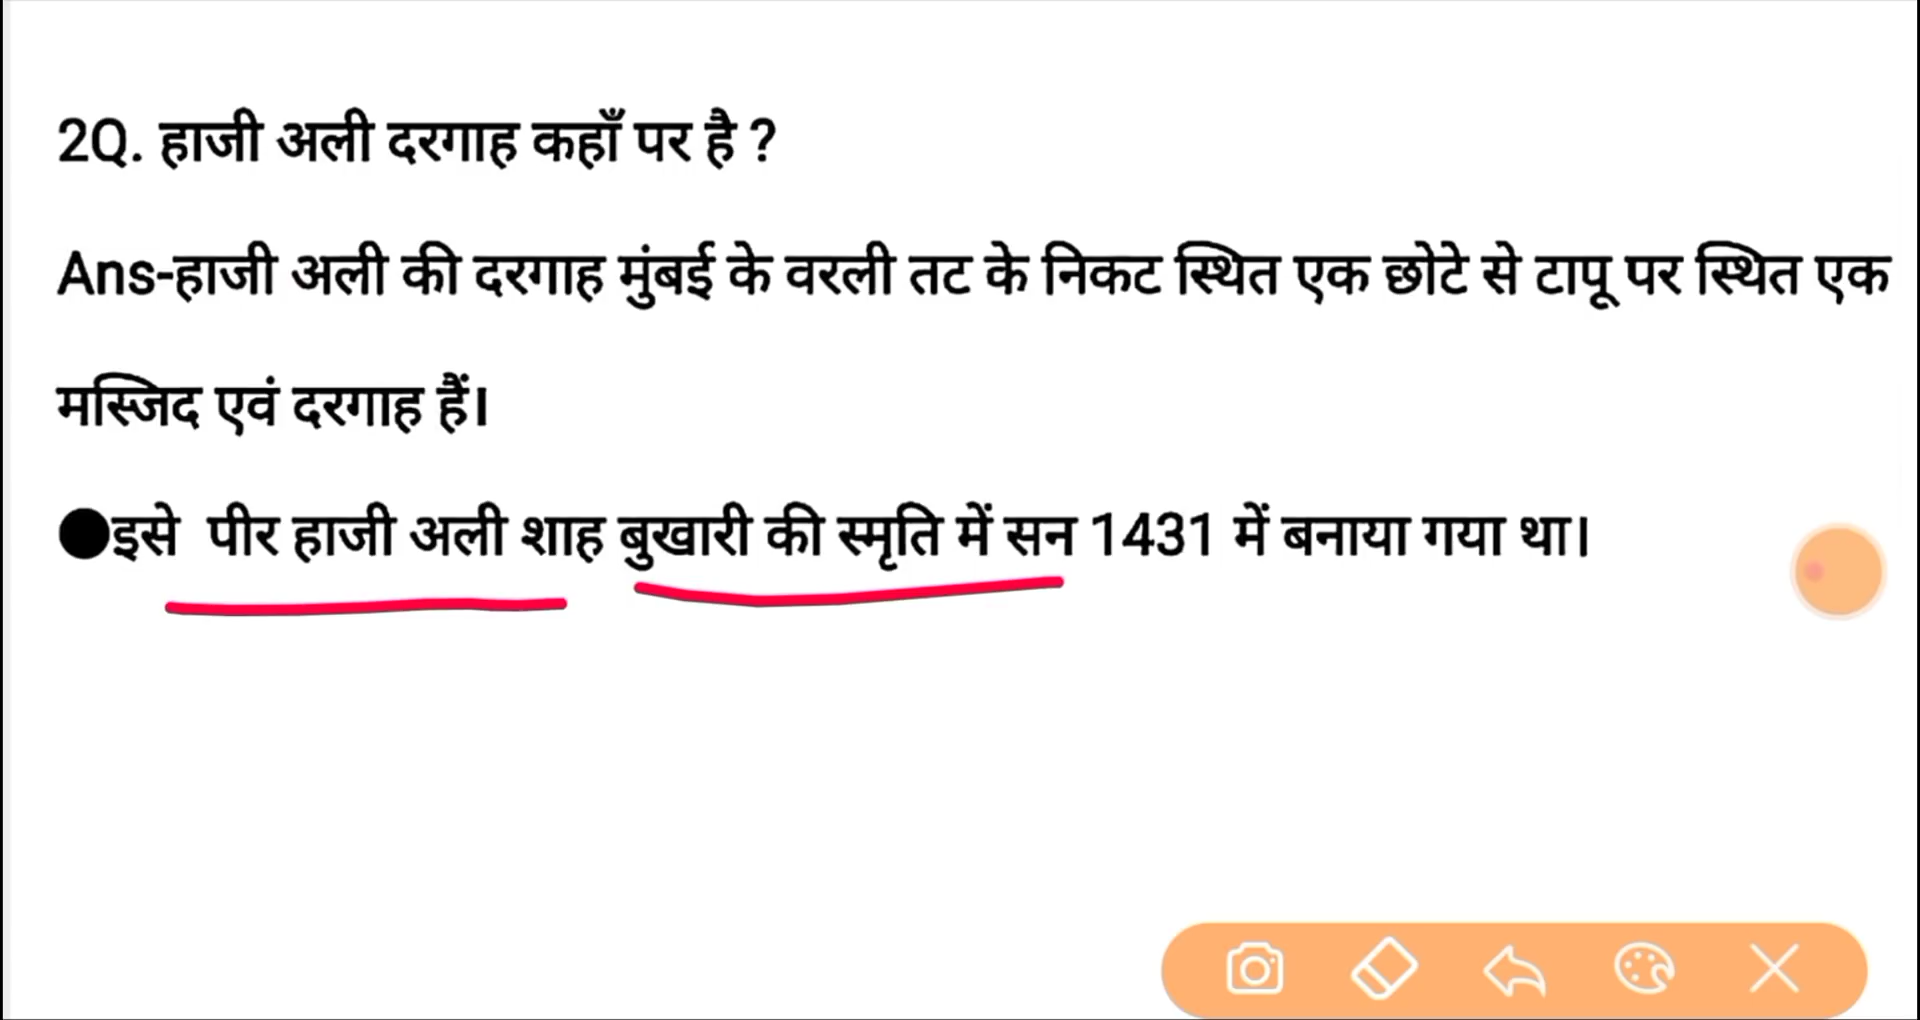 2Q. हाजी अली दरगाह कहाँ पर है ?
Ans-हाजी अली की दरगाह मुंबई के वरली तट के निकट स्थित एक छोटे से टापू पर स्थित एक
मस्जिद एवं दरगाह हैं।
●इसे पीर हाजी अली शाह बुखारी की स्मृति में सन 1431 में बनाया गया था।